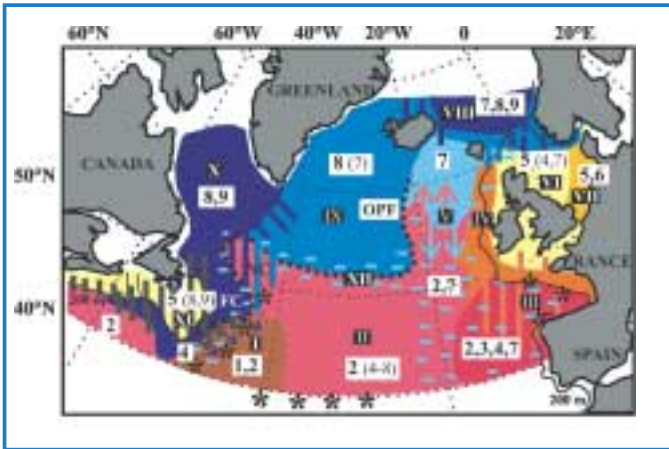 60°N 60°W 40°W 20°W 0 20°E
GREENLAND
VIII 7,8,9
CANADA
X
8 (7)
7
5 (4,7)
VI
5,6
VII
50°N
8,9
IX
OPF
V
IV
FRANCE
XII
2,7
5 (8,9)
FC
XI
III
40°N
2
I
II
4
1,2
2 (4-8)
2,3,4,7
SPAIN
200 m